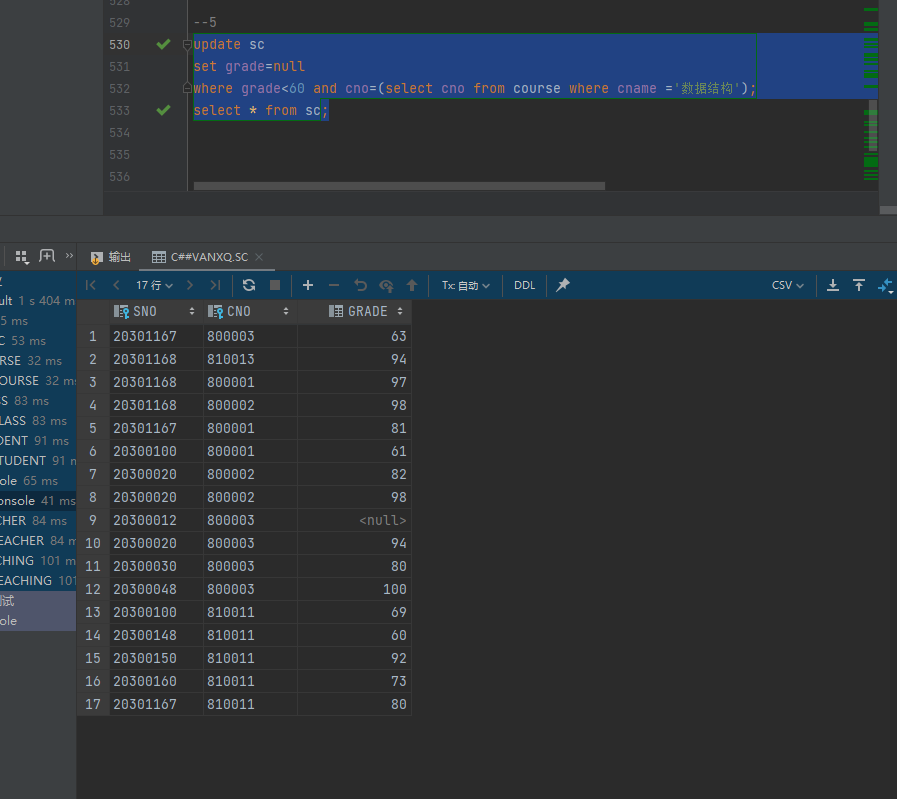 528
529 --5
530 update sc
531 set grade=null
532 where grade<60 and cno=(select cno from course where cname ='数据结构');
533 select * from sc;
534
535
536
输出 C##VANXQ.SC
17 行 Tx: 自动 DDL CSV
ult 1 s 404 m
5 ms
C 53 ms
RSE 32 ms
OURSE 32 ms
S 83 ms
LASS 83 ms
DENT 91 ms
TUDENT 91 m
ole 65 ms
onsole 41 ms
CHER 84 ms
EACHER 84 m
CHING 101 m
EACHING 101
试
ole
SNO CNO GRADE
1 20301167 800003 63
2 20301168 810013 94
3 20301168 800001 97
4 20301168 800002 98
5 20301167 800001 81
6 20300100 800001 61
7 20300020 800002 82
8 20300020 800002 98
9 20300012 800003 <null>
10 20300020 800003 94
11 20300030 800003 80
12 20300048 800003 100
13 20300100 810011 69
14 20300148 810011 60
15 20300150 810011 92
16 20300160 810011 73
17 20301167 810011 80